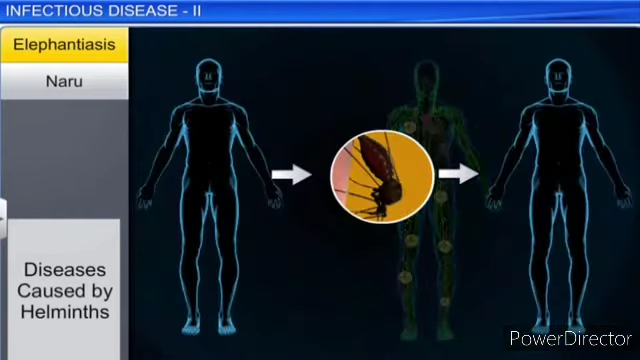 INFECTIOUS DISEASE - II
Elephantiasis
Naru
Diseases
Caused by
Helminths
PowerDirector